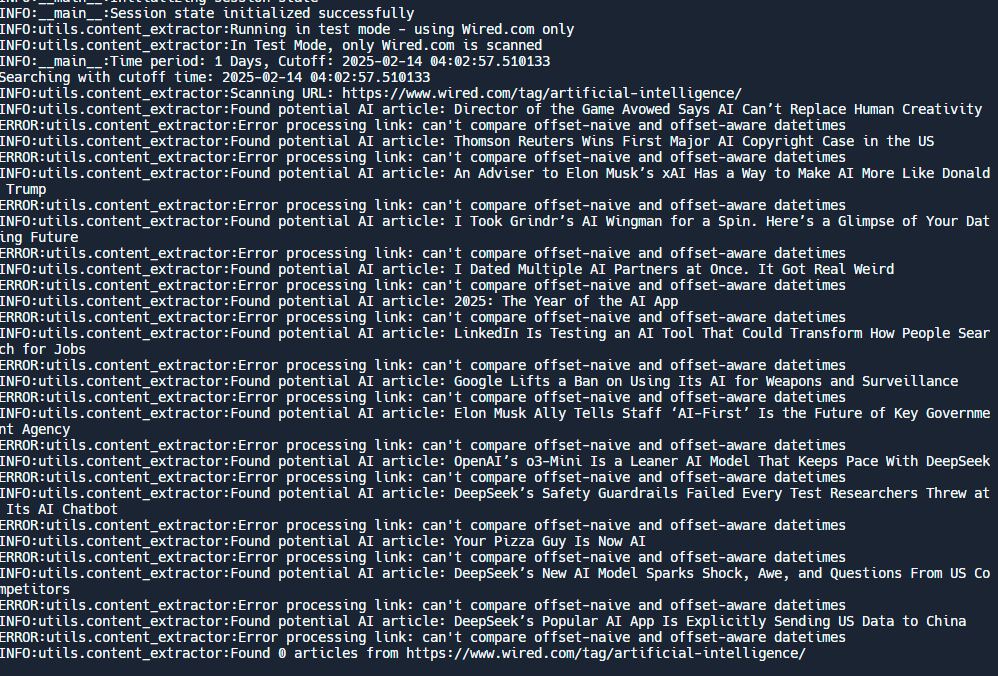 INFO:__main__:Initializing session state
INFO:__main__:Session state initialized successfully
INFO:utils.content_extractor:Running in test mode - using Wired.com only
INFO:utils.content_extractor:In Test Mode, only Wired.com is scanned
INFO:__main__:Time period: 1 Days, Cutoff: 2025-02-14 04:02:57.510133
Searching with cutoff time: 2025-02-14 04:02:57.510133
INFO:utils.content_extractor:Scanning URL: https://www.wired.com/tag/artificial-intelligence/
INFO:utils.content_extractor:Found potential AI article: Director of the Game Avowed Says AI Can’t Replace Human Creativity
ERROR:utils.content_extractor:Error processing link: can't compare offset-naive and offset-aware datetimes
INFO:utils.content_extractor:Found potential AI article: Thomson Reuters Wins First Major AI Copyright Case in the US
ERROR:utils.content_extractor:Error processing link: can't compare offset-naive and offset-aware datetimes
INFO:utils.content_extractor:Found potential AI article: An Adviser to Elon Musk’s xAI Has a Way to Make AI More Like Donald
Trump
ERROR:utils.content_extractor:Error processing link: can't compare offset-naive and offset-aware datetimes
INFO:utils.content_extractor:Found potential AI article: I Took Grindr’s AI Wingman for a Spin. Here’s a Glimpse of Your Dat
ing Future
ERROR:utils.content_extractor:Error processing link: can't compare offset-naive and offset-aware datetimes
INFO:utils.content_extractor:Found potential AI article: I Dated Multiple AI Partners at Once. It Got Real Weird
ERROR:utils.content_extractor:Error processing link: can't compare offset-naive and offset-aware datetimes
INFO:utils.content_extractor:Found potential AI article: 2025: The Year of the AI App
ERROR:utils.content_extractor:Error processing link: can't compare offset-naive and offset-aware datetimes
INFO:utils.content_extractor:Found potential AI article: LinkedIn Is Testing an AI Tool That Could Transform How People Sear
ch for Jobs
ERROR:utils.content_extractor:Error processing link: can't compare offset-naive and offset-aware datetimes
INFO:utils.content_extractor:Found potential AI article: Google Lifts a Ban on Using Its AI for Weapons and Surveillance
ERROR:utils.content_extractor:Error processing link: can't compare offset-naive and offset-aware datetimes
INFO:utils.content_extractor:Found potential AI article: Elon Musk Ally Tells Staff ‘AI-First’ Is the Future of Key Governme
nt Agency
ERROR:utils.content_extractor:Error processing link: can't compare offset-naive and offset-aware datetimes
INFO:utils.content_extractor:Found potential AI article: OpenAI’s o3-Mini Is a Leaner AI Model That Keeps Pace With DeepSeek
ERROR:utils.content_extractor:Error processing link: can't compare offset-naive and offset-aware datetimes
INFO:utils.content_extractor:Found potential AI article: DeepSeek’s Safety Guardrails Failed Every Test Researchers Threw at
Its AI Chatbot
ERROR:utils.content_extractor:Error processing link: can't compare offset-naive and offset-aware datetimes
INFO:utils.content_extractor:Found potential AI article: Your Pizza Guy Is Now AI
ERROR:utils.content_extractor:Error processing link: can't compare offset-naive and offset-aware datetimes
INFO:utils.content_extractor:Found potential AI article: DeepSeek’s New AI Model Sparks Shock, Awe, and Questions From US Co
mpetitors
ERROR:utils.content_extractor:Error processing link: can't compare offset-naive and offset-aware datetimes
INFO:utils.content_extractor:Found potential AI article: DeepSeek’s Popular AI App Is Explicitly Sending US Data to China
ERROR:utils.content_extractor:Error processing link: can't compare offset-naive and offset-aware datetimes
INFO:utils.content_extractor:Found 0 articles from https://www.wired.com/tag/artificial-intelligence/